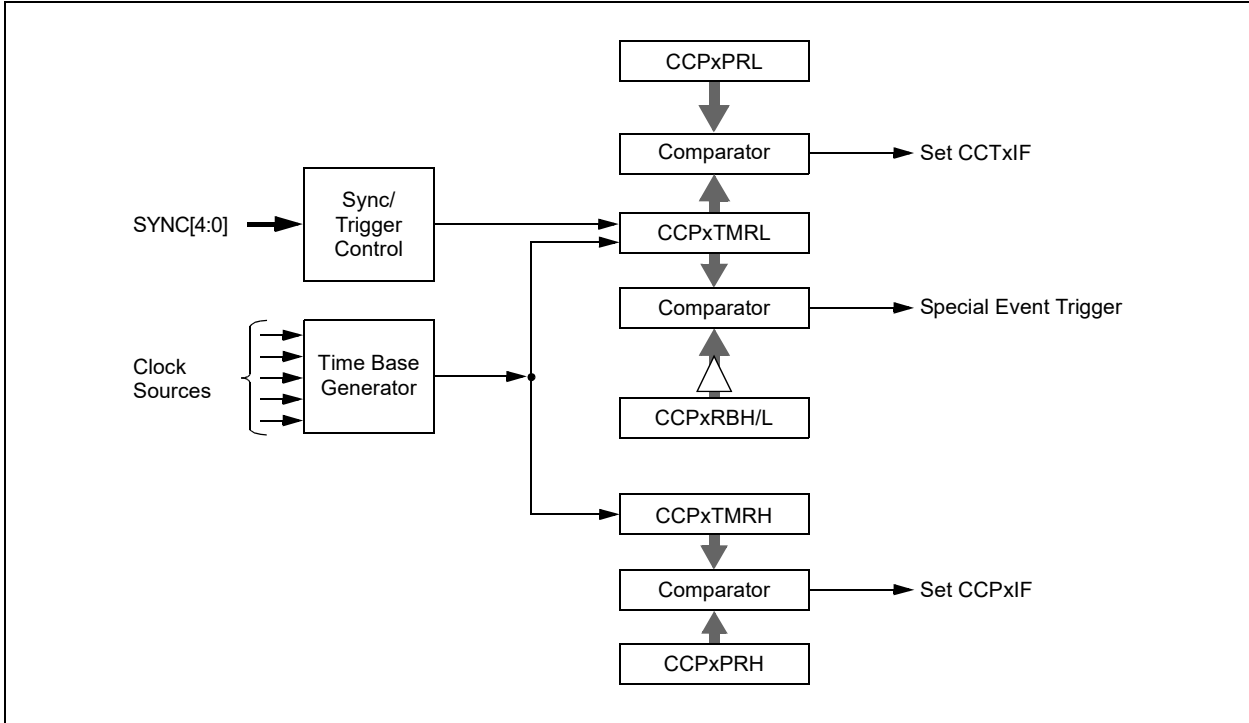 CCPxPRL
Comparator
Set CCTxIF
SYNC[4:0]
Sync/
Trigger
Control
CCPxTMRL
Comparator
Special Event Trigger
Clock
Sources
Time Base
Generator
CCPxRBH/L
CCPxTMRH
Comparator
Set CCPxIF
CCPxPRH